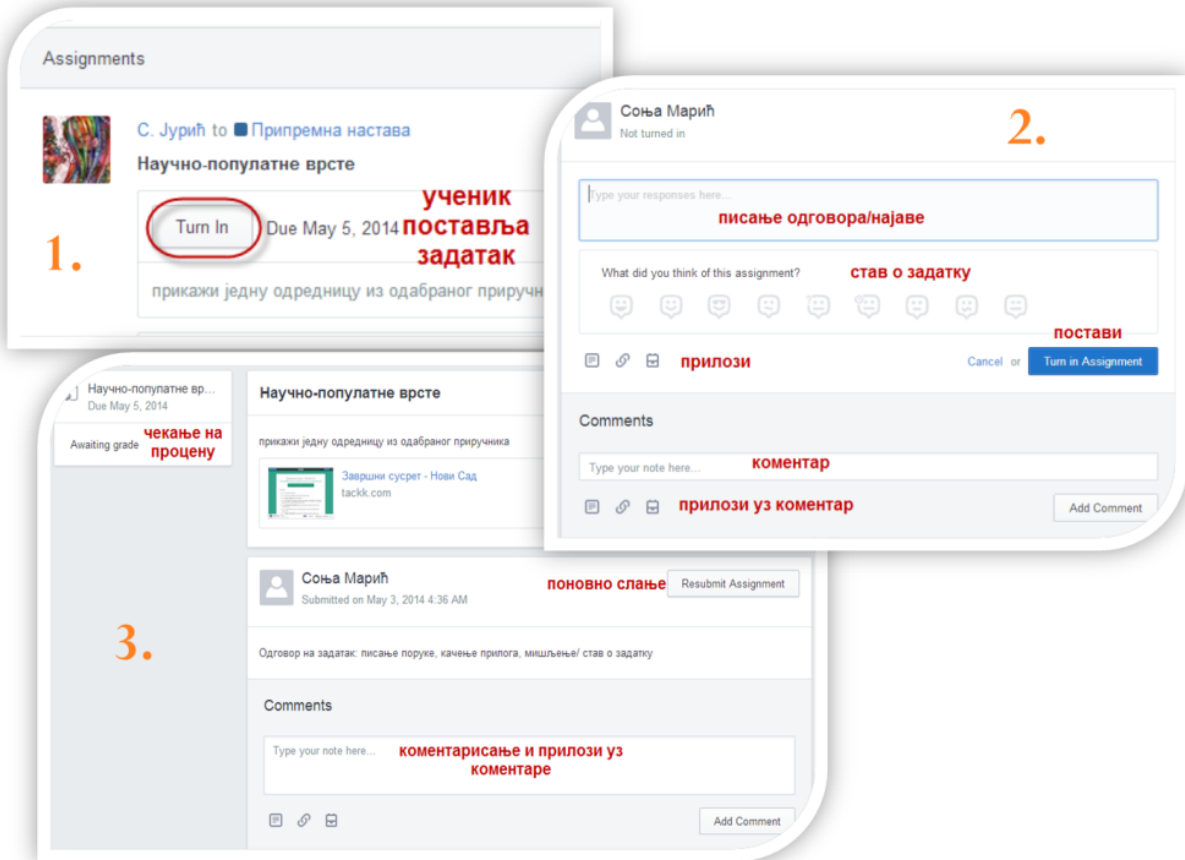 Assignments
С. Јурић to Припремна настава
Научно-популатне врсте
Turn In
Due May 5, 2014
ученик
поставља
задатак
1.
прикажи једну одредницу из одабраног приручн
2.
Соња Марић
Not turned in
Type your responses here...
писање одговора/најаве
What did you think of this assignment?
став о задатку
постави
прилози
Cancel or
Turn in Assignment
Comments
Type your note here...
коментар
прилози уз коментар
Add Comment
3.
Научно-популатне вр...
Due May 5, 2014
Awaiting grade
чекање на
процену
Научно-популатне врсте
прикажи једну одредницу из одабраног приручника
Завршни сусрет - Нови Сад
tackk.com
Соња Марић
Submitted on May 3, 2014 4:36 AM
поновно слање
Resubmit Assignment
Одговор на задатак: писање поруке, качење прилога, мишљење/ став о задатку
Comments
Type your note here...
коментарисање и прилози уз
коментаре
Add Comment